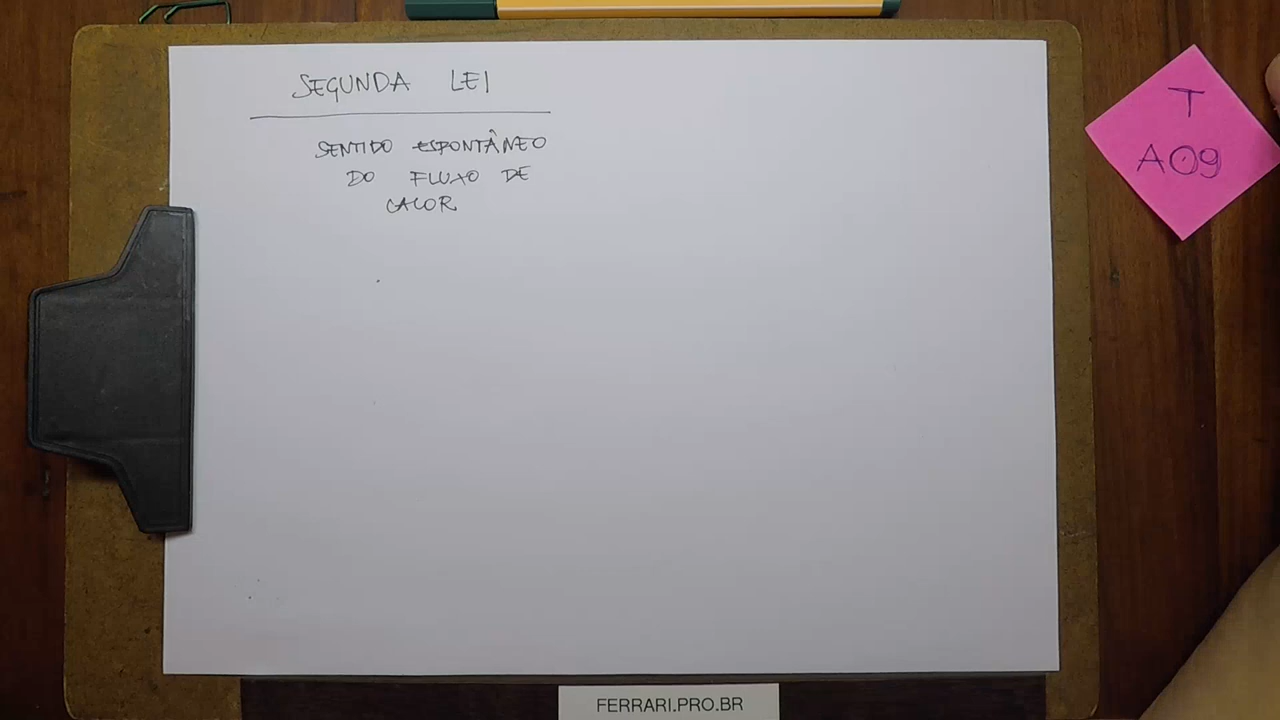 SEGUNDA LEI
SENTIDO ESPONTÂNEO
DO FLUXO DE
CALOR
T
A09
FERRARI.PRO.BR